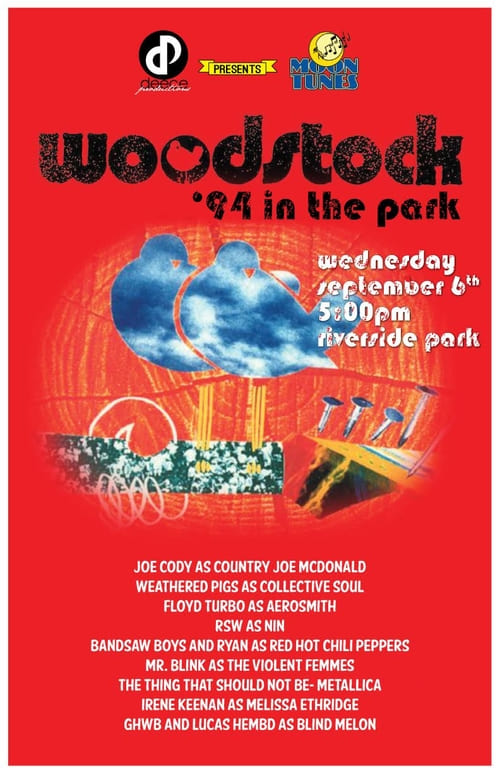 deece
productions
PRESENTS
MOON
TUNES
woodstock
'94 in the park
wednesday
september 6th
5:00pm
riverside park
JOE CODY AS COUNTRY JOE MCDONALD
WEATHERED PIGS AS COLLECTIVE SOUL
FLOYD TURBO AS AEROSMITH
RSW AS NIN
BANDSAW BOYS AND RYAN AS RED HOT CHILI PEPPERS
MR. BLINK AS THE VIOLENT FEMMES
THE THING THAT SHOULD NOT BE- METALLICA
IRENE KEENAN AS MELISSA ETHRIDGE
GHWB AND LUCAS HEMBD AS BLIND MELON